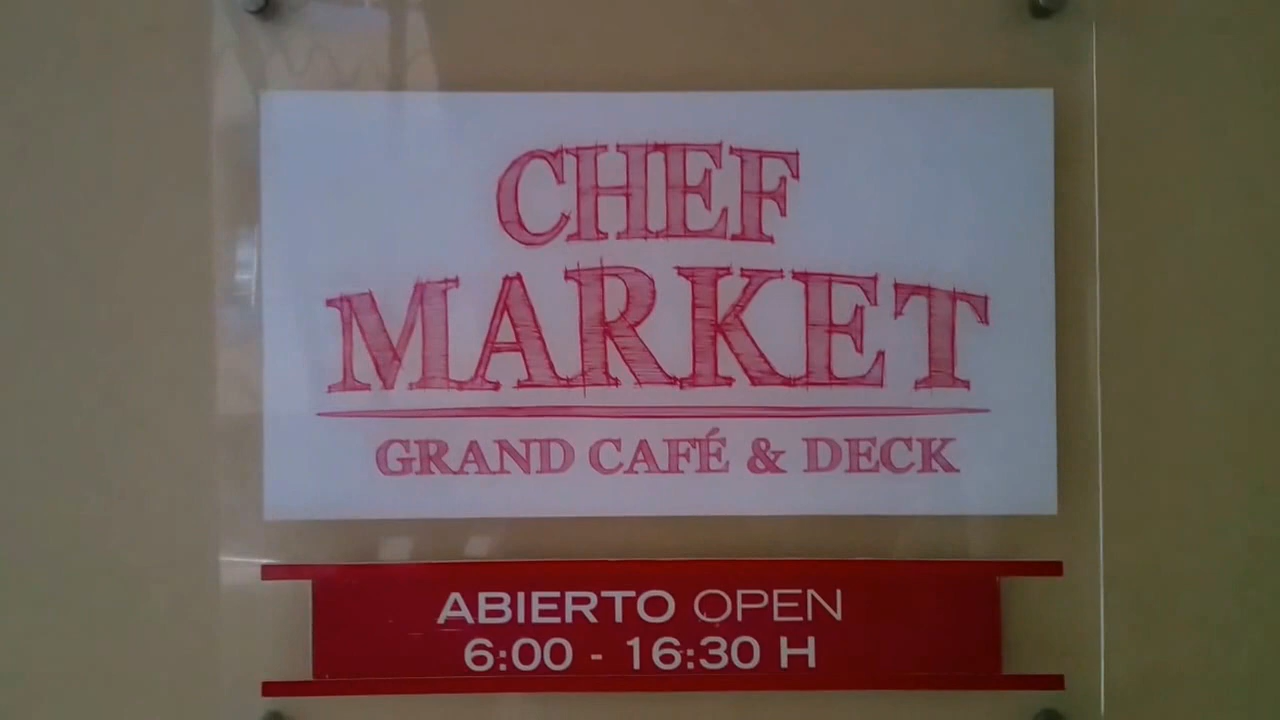 CHEF
MARKET
GRAND CAFÉ & DECK
ABIERTO OPEN
6:00 - 16:30 H